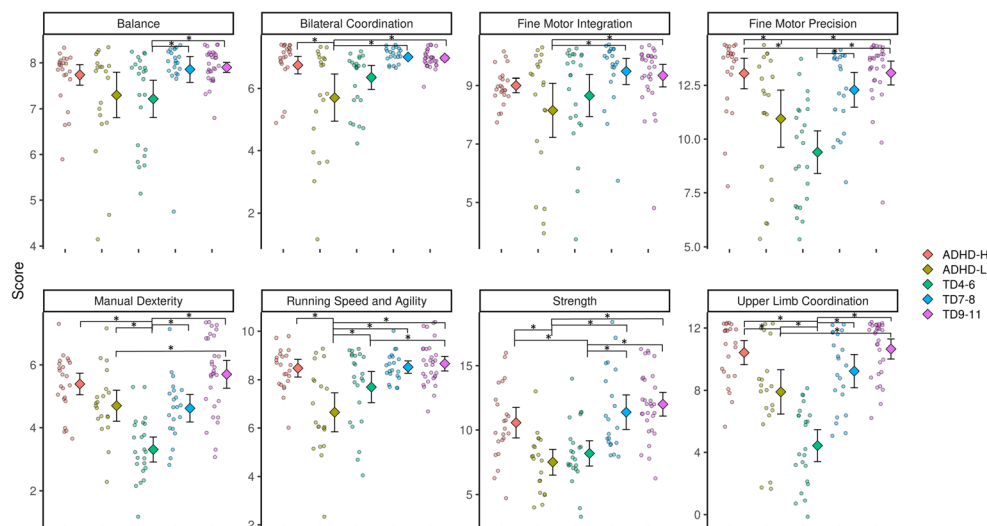 Balance
Bilateral Coordination
Fine Motor Integration
Fine Motor Precision
8
7
6
5
4
6
4
2
9
7
5
12.5
10.0
7.5
5.0
* *
* * * *
* *
* * * * *
Score
ADHD-H
ADHD-L
TD4-6
TD7-8
TD9-11
Manual Dexterity
Running Speed and Agility
Strength
Upper Limb Coordination
6
4
2
10
8
6
4
2
15
10
5
12
8
4
0
* * * * *
* * * * *
* * * * * *
* * * * * *